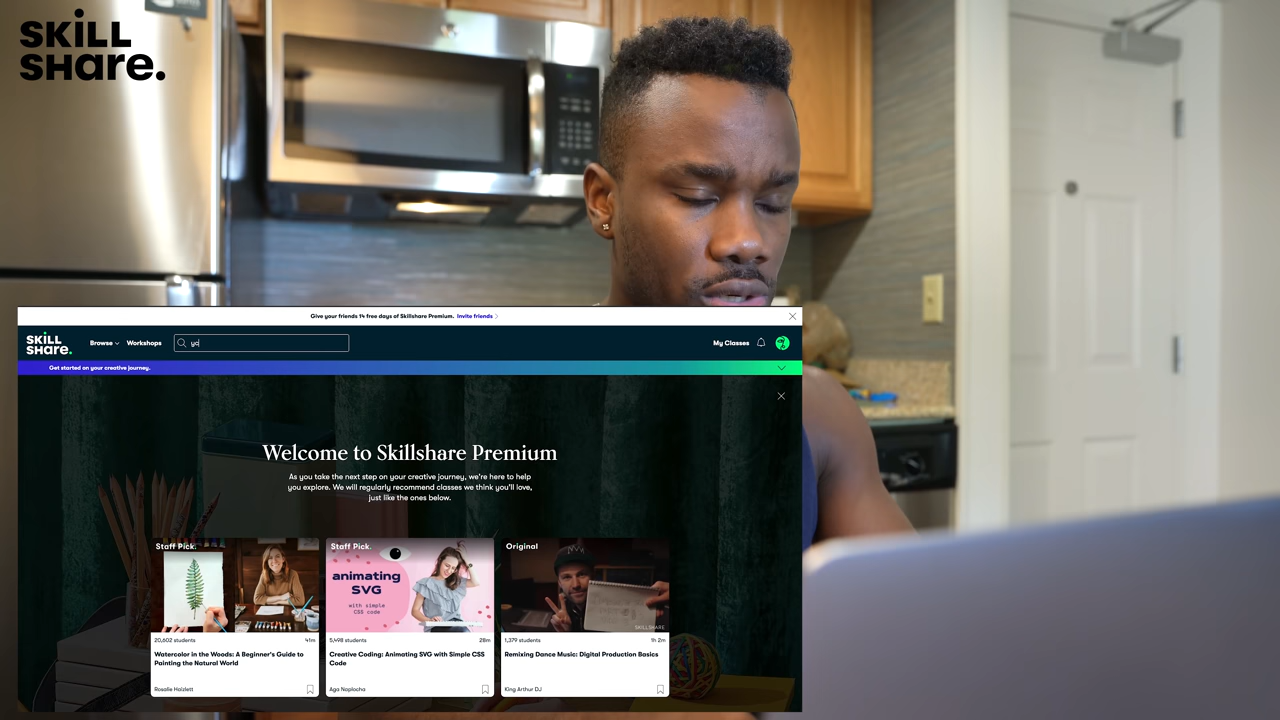 SKILL
SHare.
Give your friends 14 free days of Skillshare Premium. Invite friends
SKILL
SHare.
Browse
Workshops
yo
My Classes
Get started on your creative journey.
Welcome to Skillshare Premium
As you take the next step on your creative journey, we're here to help
you explore. We will regularly recommend classes we think you'll love,
just like the ones below.
Staff Pick.
20,602 students
41m
Watercolor in the Woods: A Beginner's Guide to
Painting the Natural World
Rosalie Haizlett
Staff Pick.
animating
SVG
with simple
CSS code
5,498 students
28m
Creative Coding: Animating SVG with Simple CSS
Code
Aga Naplocha
Original
SKILLSHARE
1,379 students
1h 2m
Remixing Dance Music: Digital Production Basics
King Arthur DJ